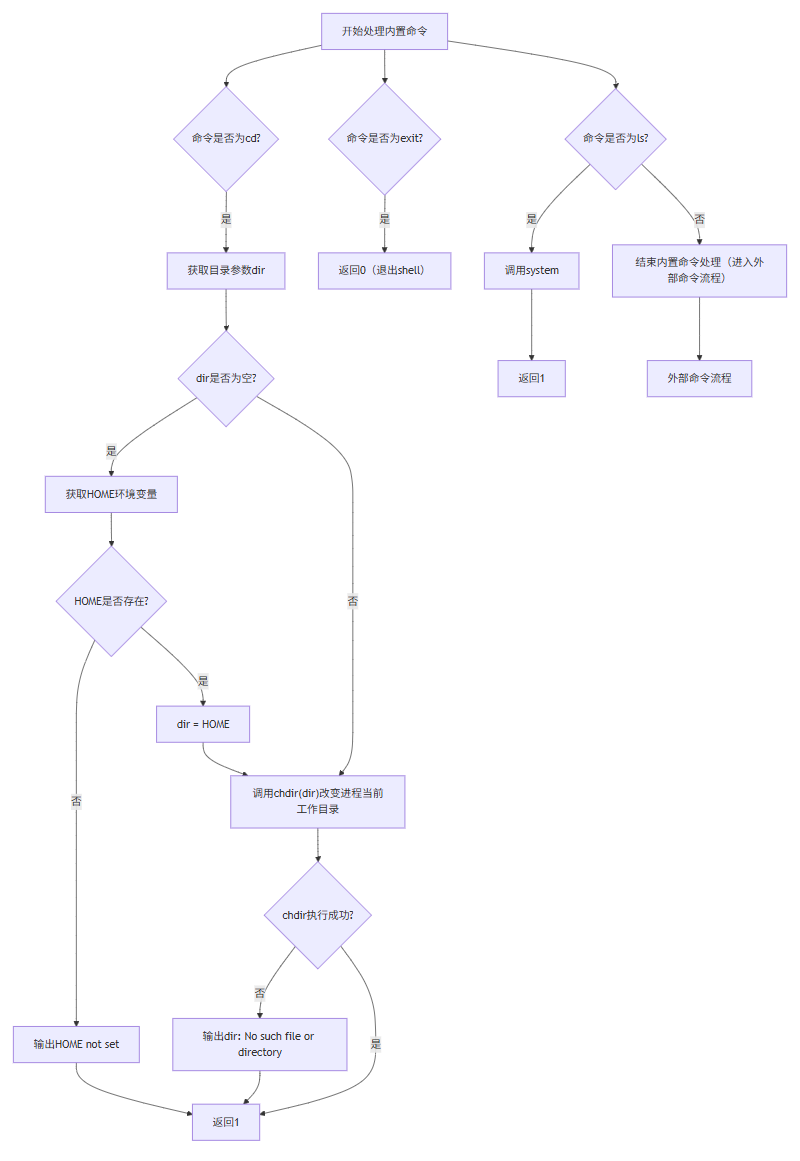 开始处理内置命令
命令是否为cd?
命令是否为exit?
命令是否为ls?
是
是
是
否
获取目录参数dir
返回0（退出shell）
调用system
结束内置命令处理（进入外
部命令流程）
dir是否为空?
返回1
外部命令流程
是
获取HOME环境变量
HOME是否存在?
否
是
dir = HOME
调用chdir(dir)改变进程当前
工作目录
否
chdir执行成功?
否
输出HOME not set
输出dir: No such file or
directory
是
返回1